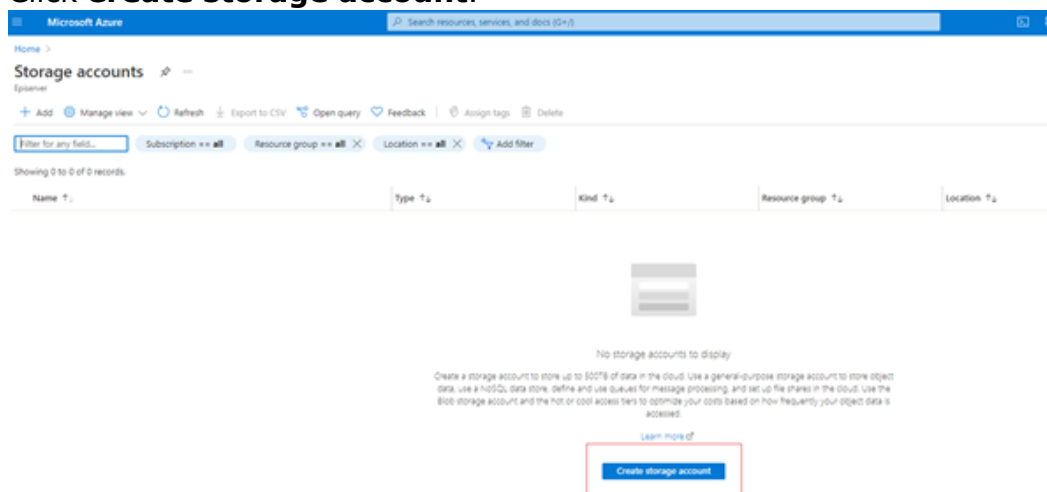 Click Create storage account.
Microsoft Azure
Search resources, services, and docs (G+/)
Home >
Storage accounts
Episerver
+ Add Manage view Refresh Export to CSV Open query Feedback Assign tags Delete
Filter for any field... Subscription == all Resource group == all Location == all Add filter
Showing 0 to 0 of 0 records.
Name Type Kind Resource group Location
No storage accounts to display
Create a storage account to store up to 500TB of data in the cloud. Use a general-purpose storage account to store object
data, use a NoSQL data store, define and use queues for message processing, and set up file shares in the cloud. Use the
Blob storage account and the hot or cool access tiers to optimize your costs based on how frequently your object data is
accessed.
Learn more
Create storage account